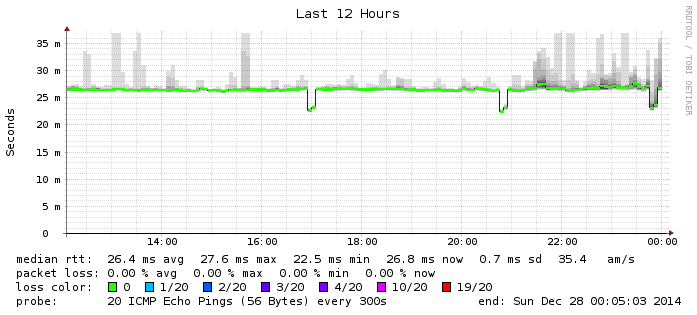 Last 12 Hours
RRDTOOL / TOBI OETIKER
Seconds
35 m
30 m
25 m
20 m
15 m
10 m
5 m
0
14:00 16:00 18:00 20:00 22:00 00:00
median rtt: 26.4 ms avg 27.6 ms max 22.5 ms min 26.8 ms now 0.7 ms sd 35.4 am/s
packet loss: 0.00 % avg 0.00 % max 0.00 % min 0.00 % now
loss color: 0 1/20 2/20 3/20 4/20 10/20 19/20
probe: 20 ICMP Echo Pings (56 Bytes) every 300s end: Sun Dec 28 00:05:03 2014